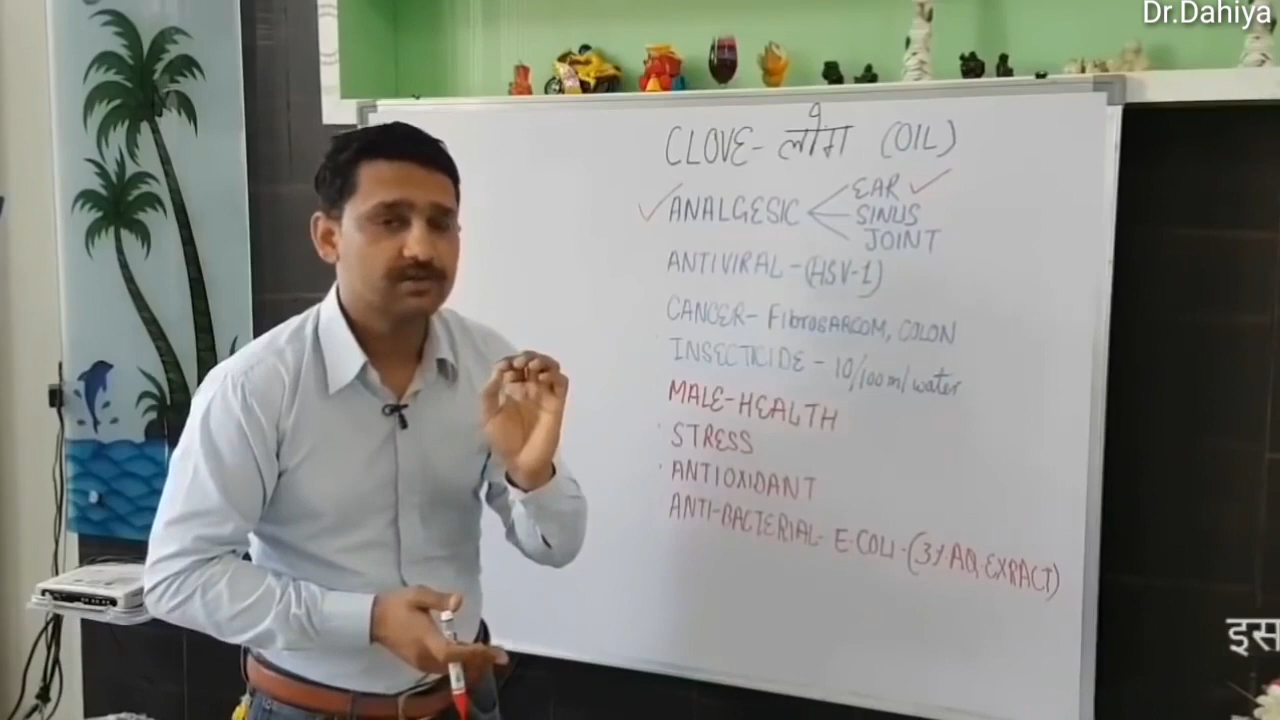 Dr.Dahiya
CLOVE- लौंग (OIL)
ANALGESIC EAR
SINUS
JOINT
ANTIVIRAL - (HSV-1)
CANCER- FibrosARCOM, COLON
INSECTICIDE - 10/100ml water
MALE-HEALTH
STRESS
ANTIOXIDANT
ANTI-BACTERIAL- E.COLI-(3% AQ.EXRACT)
इस